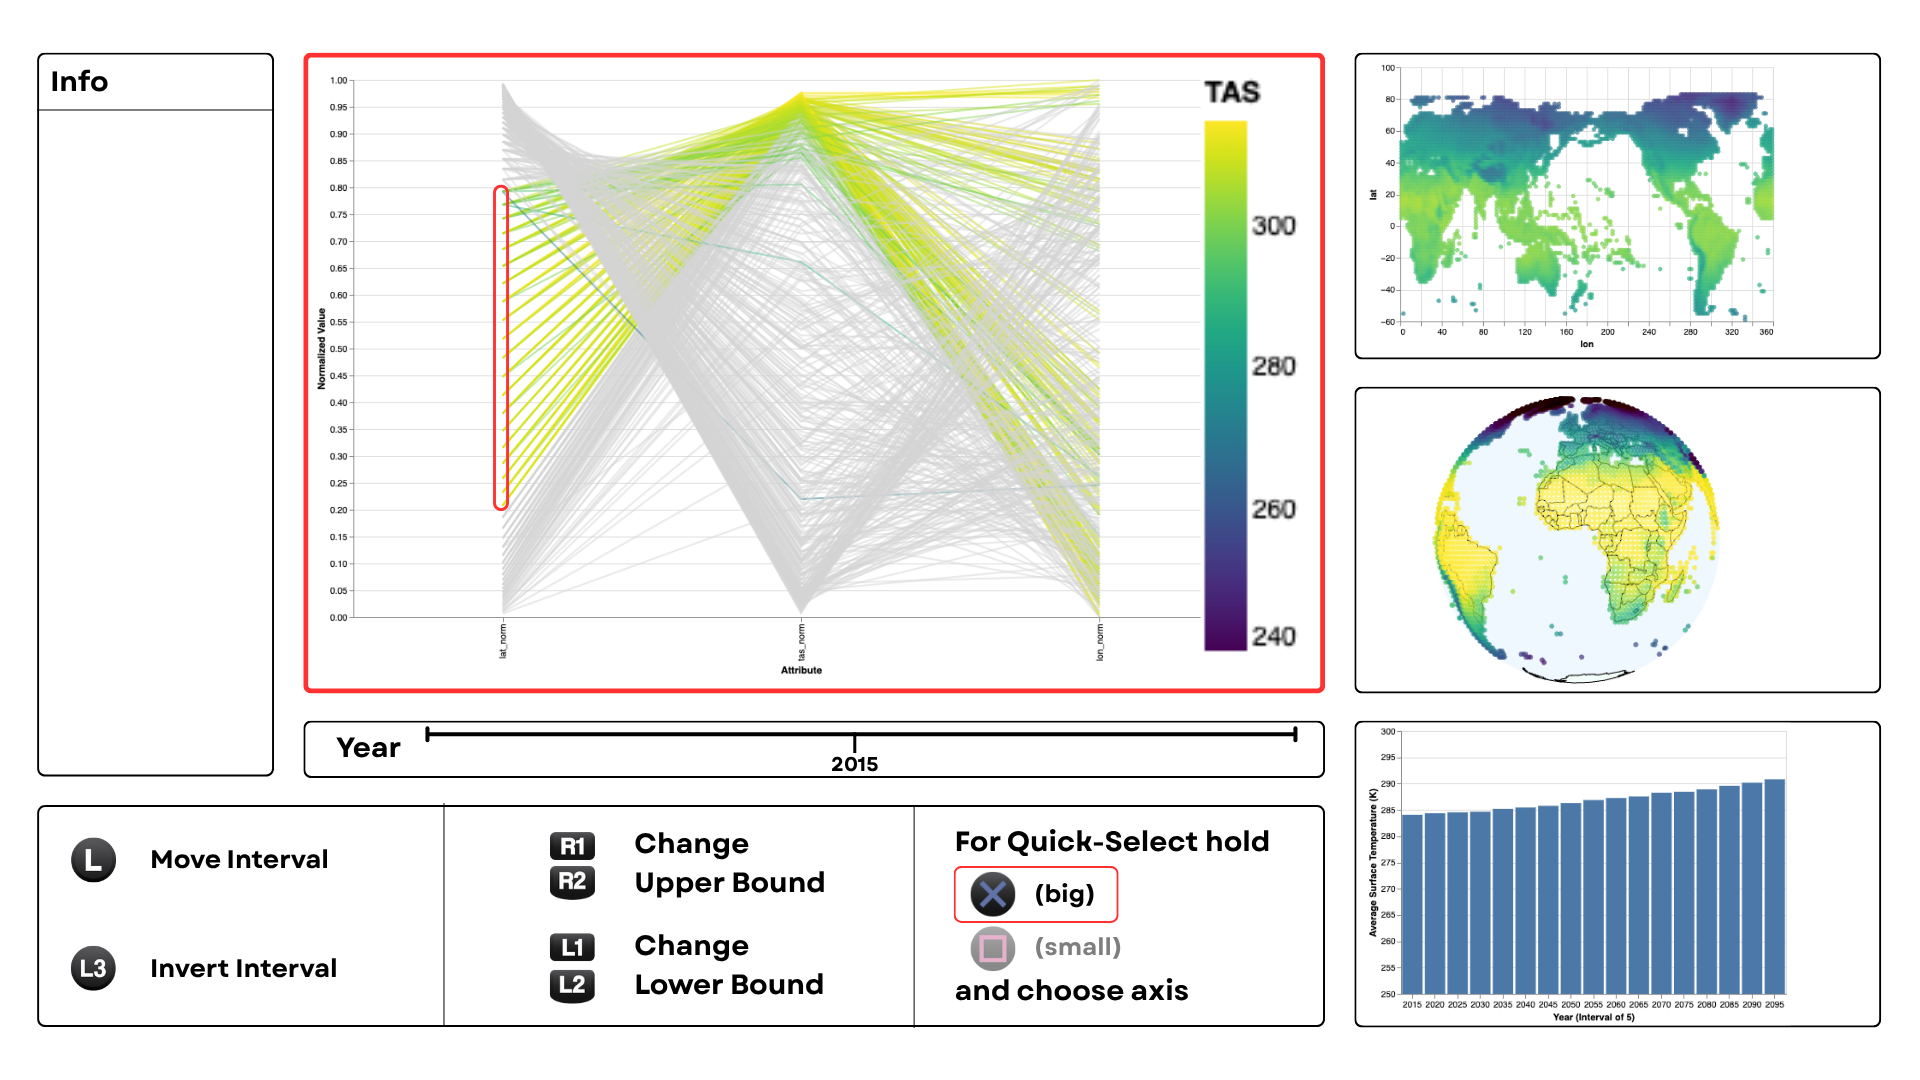 Info
1.00
0.95
0.90
0.85
0.80
0.75
0.70
0.65
0.60
0.55
0.50
0.45
0.40
0.35
0.30
0.25
0.20
0.15
0.10
0.05
0.00
Normalized Value
lat_norm
tas_norm
lon_norm
Attribute
TAS
300
280
260
240
100
80
60
40
20
0
−20
−40
−60
lat
0 40 80 120 160 200 240 280 320 360
lon
Year
2015
300
295
290
285
280
275
270
265
260
255
250
Average Surface Temperature (K)
2015 2020 2025 2030 2035 2040 2045 2050 2055 2060 2065 2070 2075 2080 2085 2090 2095
Year (Interval of 5)
L Move Interval
L3 Invert Interval
R1 Change
R2 Upper Bound
L1 Change
L2 Lower Bound
For Quick-Select hold
(big)
(small)
and choose axis